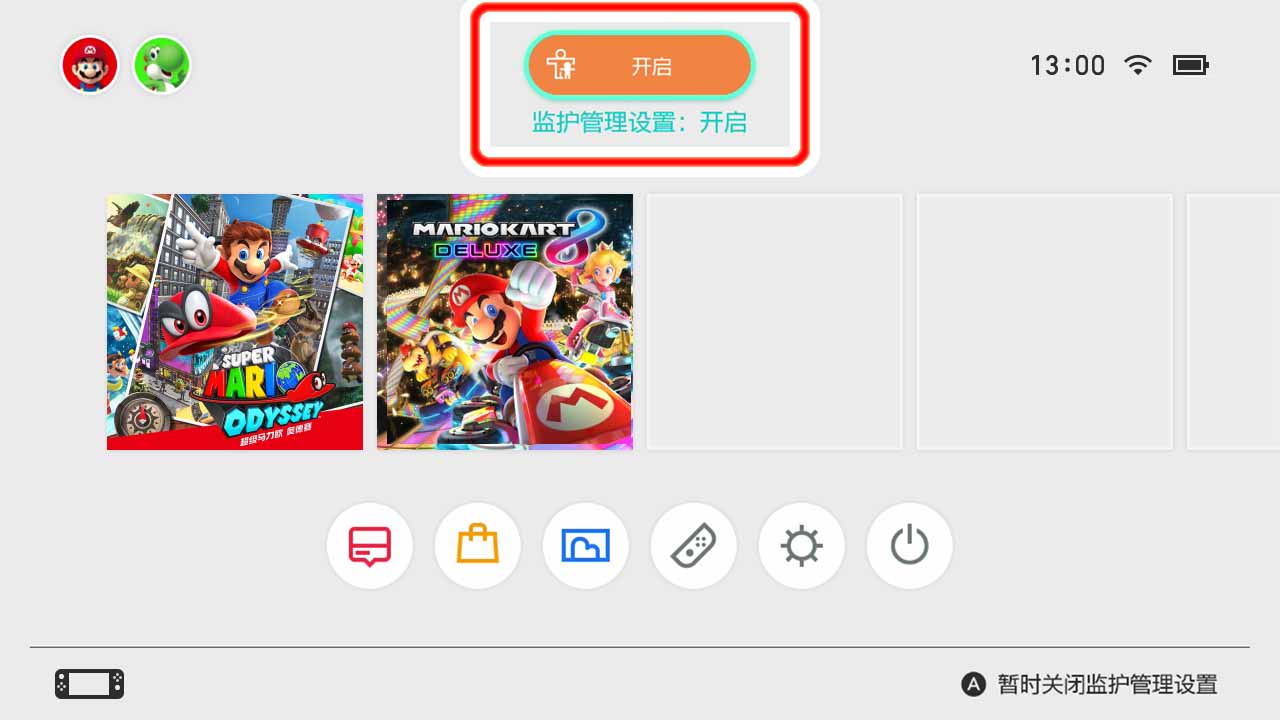 开启
监护管理设置：开启
13:00
SUPER
MARIO
ODYSSEY
超级马力欧 奥德赛
MARIOKART 8
DELUXE
A 暂时关闭监护管理设置